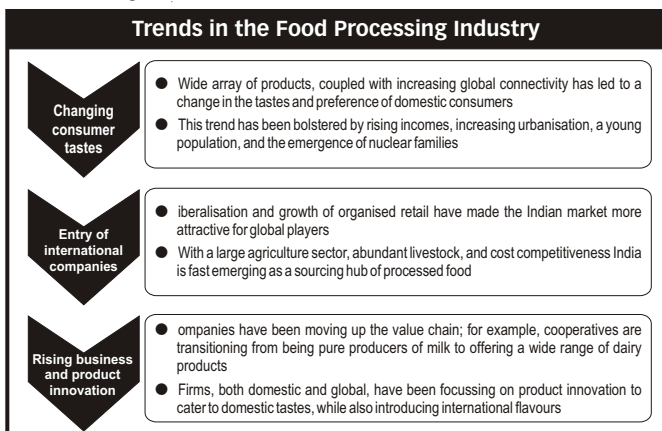 Trends in the Food Processing Industry
Changing
consumer
tastes
● Wide array of products, coupled with increasing global connectivity has led to a
change in the tastes and preference of domestic consumers
● This trend has been bolstered by rising incomes, increasing urbanisation, a young
population, and the emergence of nuclear families
Entry of
international
companies
● iberalisation and growth of organised retail have made the Indian market more
attractive for global players
● With a large agriculture sector, abundant livestock, and cost competitiveness India
is fast emerging as a sourcing hub of processed food
Rising business
and product
innovation
● ompanies have been moving up the value chain; for example, cooperatives are
transitioning from being pure producers of milk to offering a wide range of dairy
products
● Firms, both domestic and global, have been focussing on product innovation to
cater to domestic tastes, while also introducing international flavours